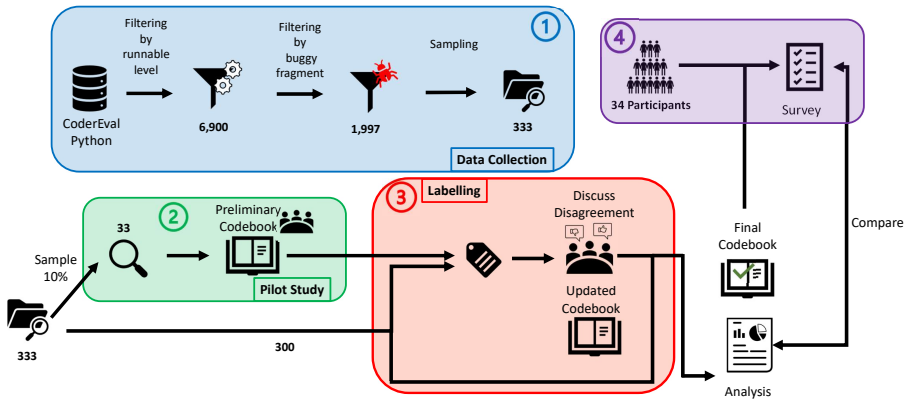 1
Filtering
by
runnable
level
Filtering
by
buggy
fragment
Sampling
CoderEval
Python
6,900
1,997
333
Data Collection
4
34 Participants
Survey
2
33
Preliminary
Codebook
Pilot Study
Sample
10%
333
300
3
Labelling
Discuss
Disagreement
Updated
Codebook
Final
Codebook
Compare
Analysis